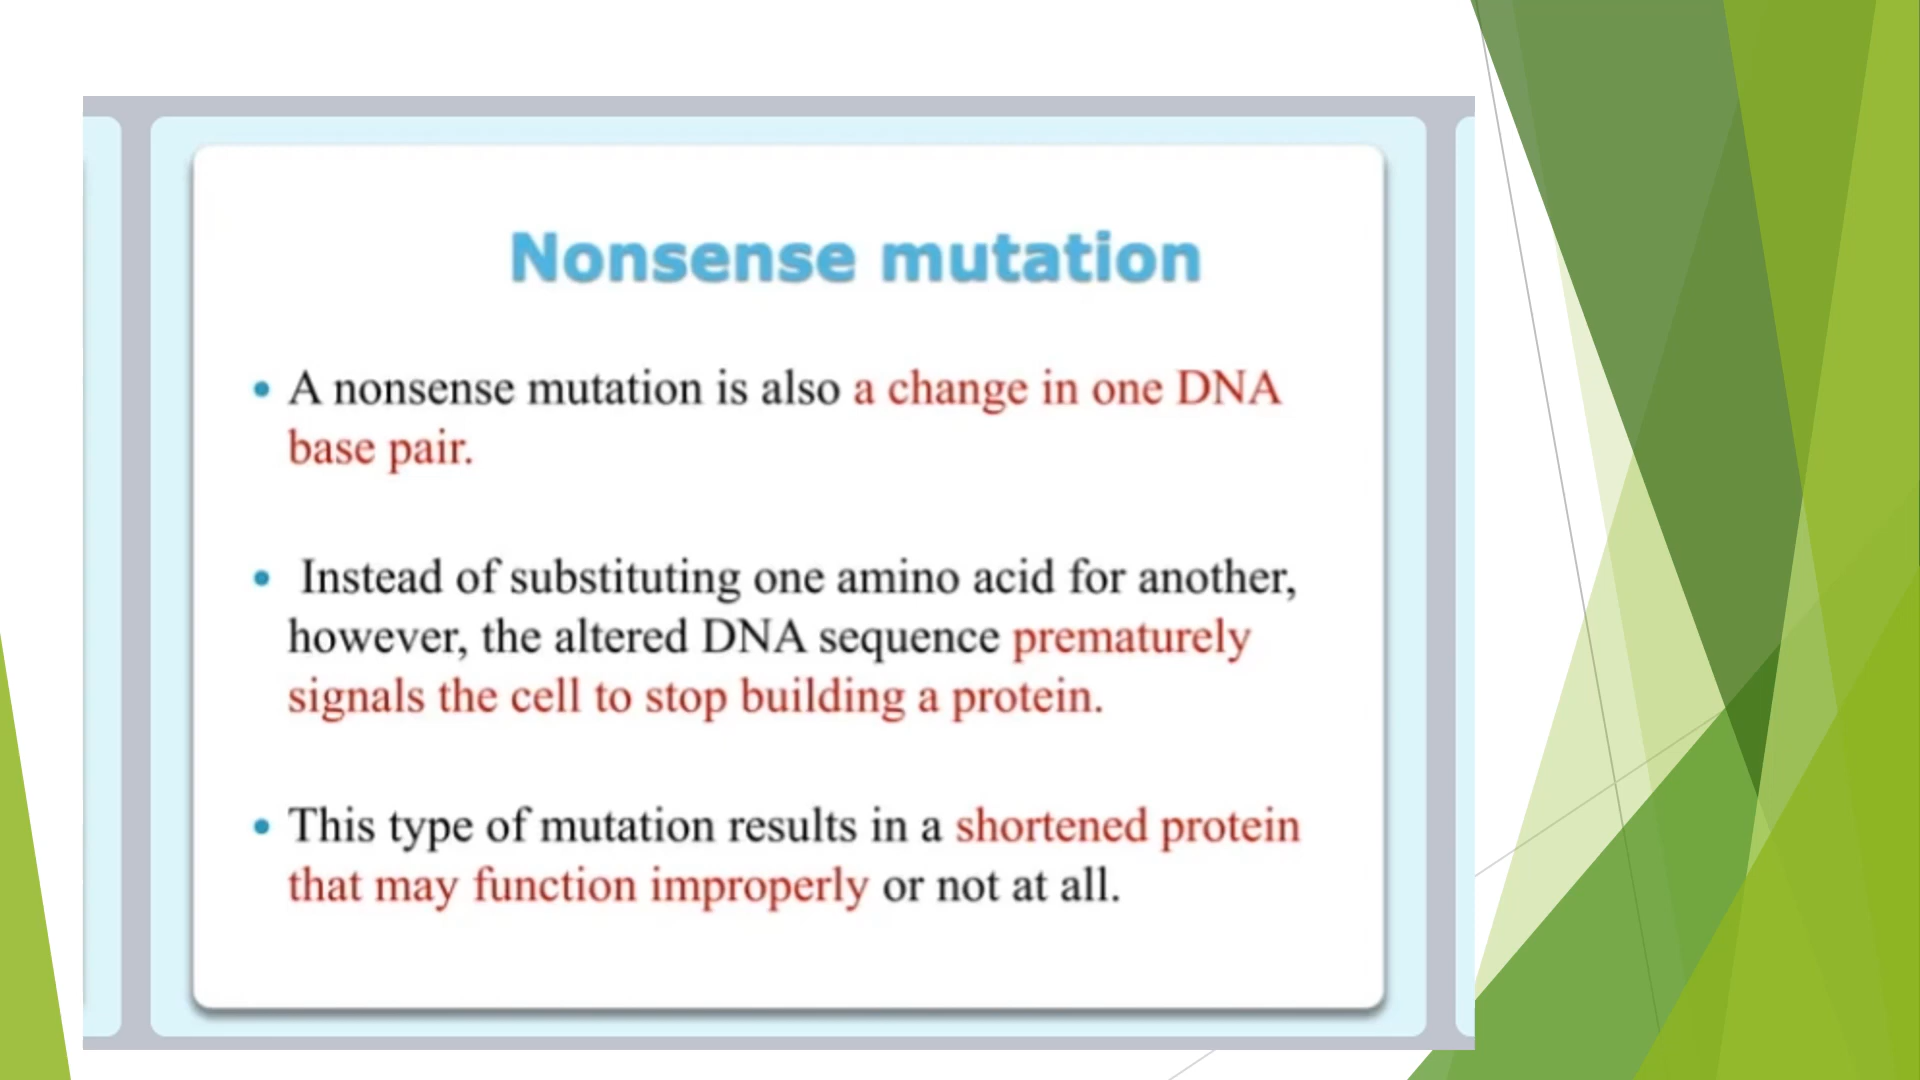 Nonsense mutation
• A nonsense mutation is also a change in one DNA
base pair.
• Instead of substituting one amino acid for another,
however, the altered DNA sequence prematurely
signals the cell to stop building a protein.
• This type of mutation results in a shortened protein
that may function improperly or not at all.